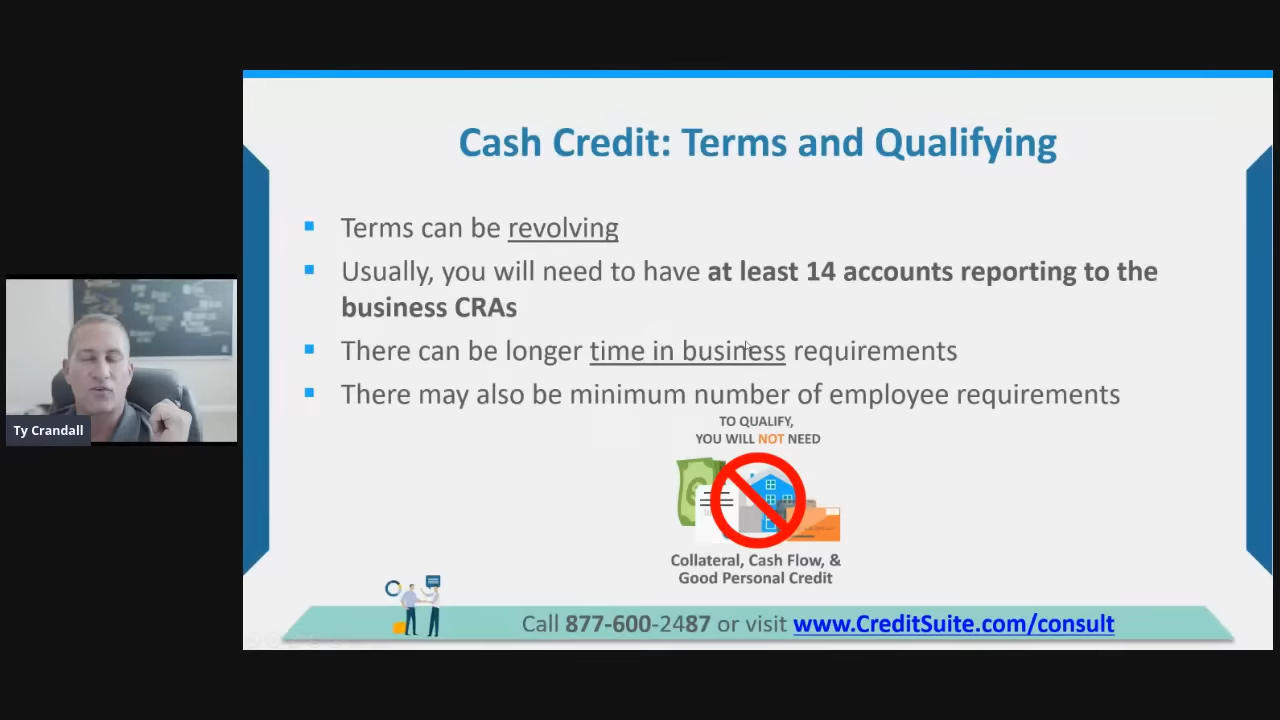 Cash Credit: Terms and Qualifying
Terms can be revolving
Usually, you will need to have at least 14 accounts reporting to the
business CRAs
There can be longer time in business requirements
There may also be minimum number of employee requirements
TO QUALIFY,
YOU WILL NOT NEED
Collateral, Cash Flow, &
Good Personal Credit
Call 877-600-2487 or visit www.CreditSuite.com/consult
Ty Crandall